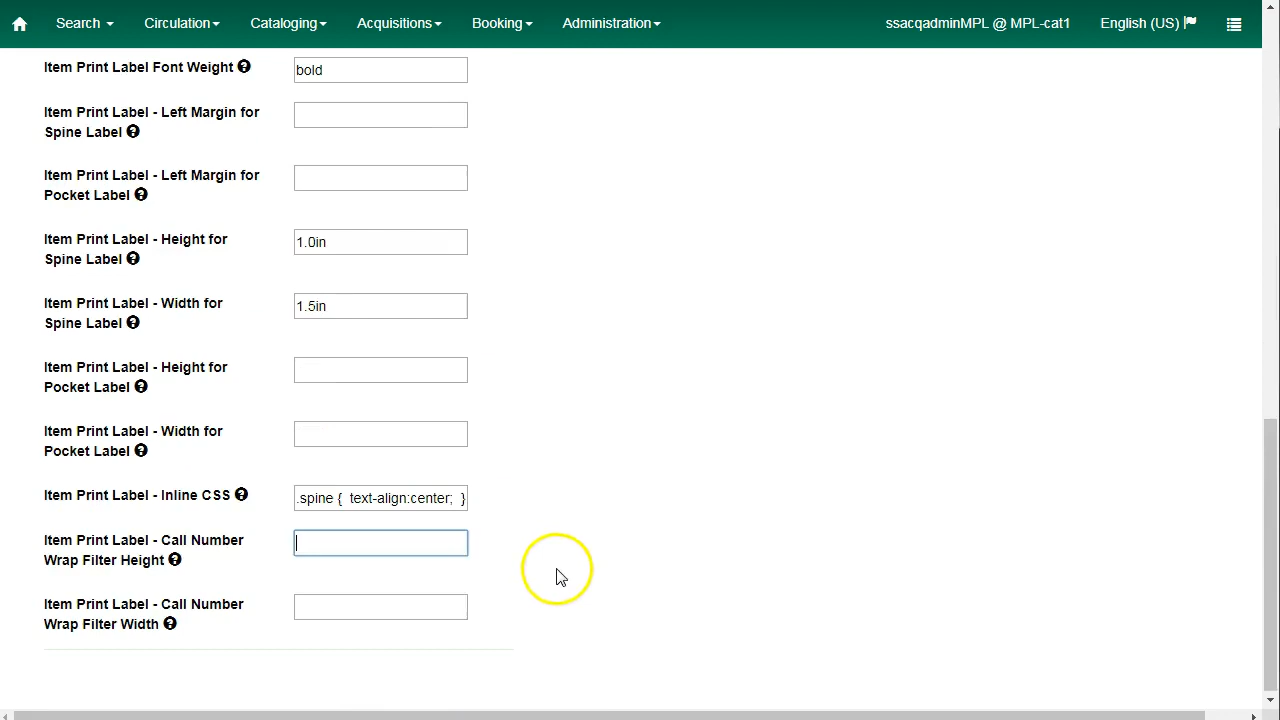 Search Circulation Cataloging Acquisitions Booking Administration ssacqadminMPL @ MPL-cat1 English (US)
Item Print Label Font Weight bold
Item Print Label - Left Margin for
Spine Label
Item Print Label - Left Margin for
Pocket Label
Item Print Label - Height for
Spine Label
1.0in
Item Print Label - Width for
Spine Label
1.5in
Item Print Label - Height for
Pocket Label
Item Print Label - Width for
Pocket Label
Item Print Label - Inline CSS .spine { text-align:center; }
Item Print Label - Call Number
Wrap Filter Height
Item Print Label - Call Number
Wrap Filter Width